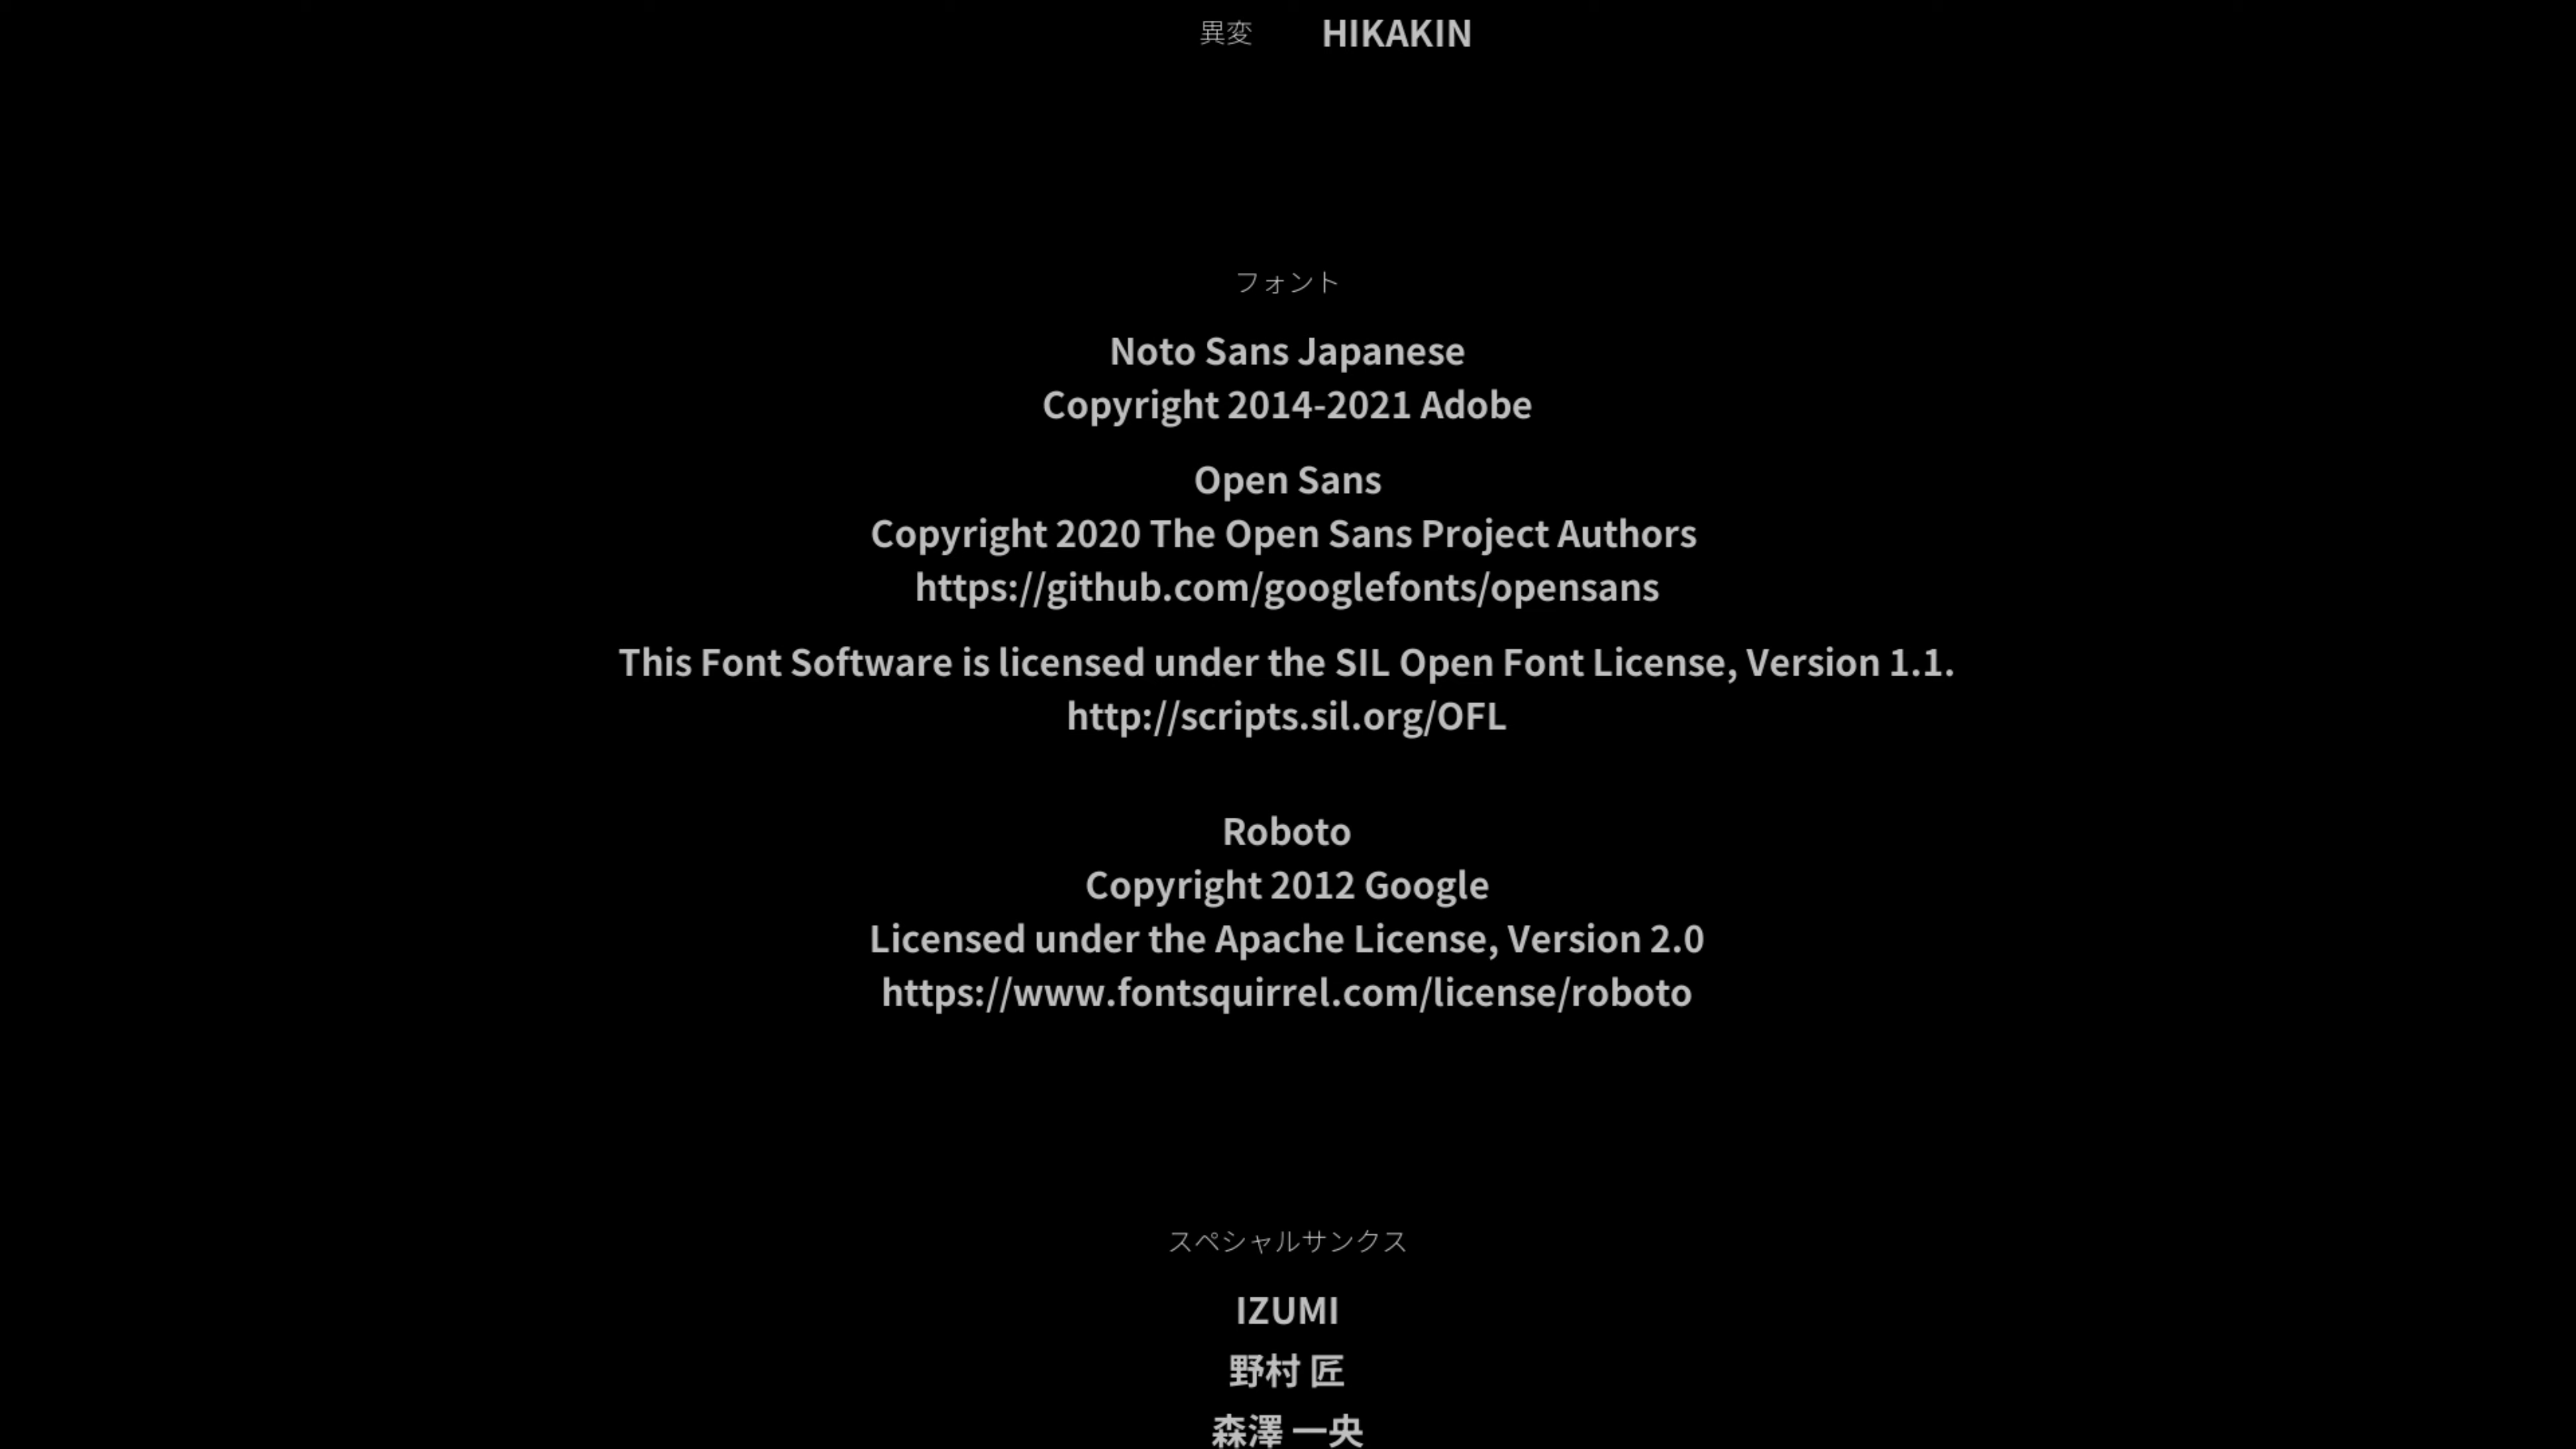 異変 HIKAKIN
フォント
Noto Sans Japanese
Copyright 2014-2021 Adobe
Open Sans
Copyright 2020 The Open Sans Project Authors
https://github.com/googlefonts/opensans
This Font Software is licensed under the SIL Open Font License, Version 1.1.
http://scripts.sil.org/OFL
Roboto
Copyright 2012 Google
Licensed under the Apache License, Version 2.0
https://www.fontsquirrel.com/license/roboto
スペシャルサンクス
IZUMI
野村 匠
森澤 一央